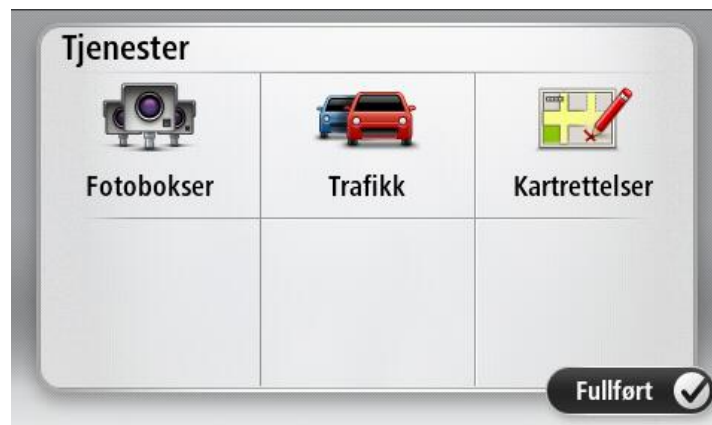 Tjenester
Fotobokser
Trafikk
Kartrettelser
Fullført